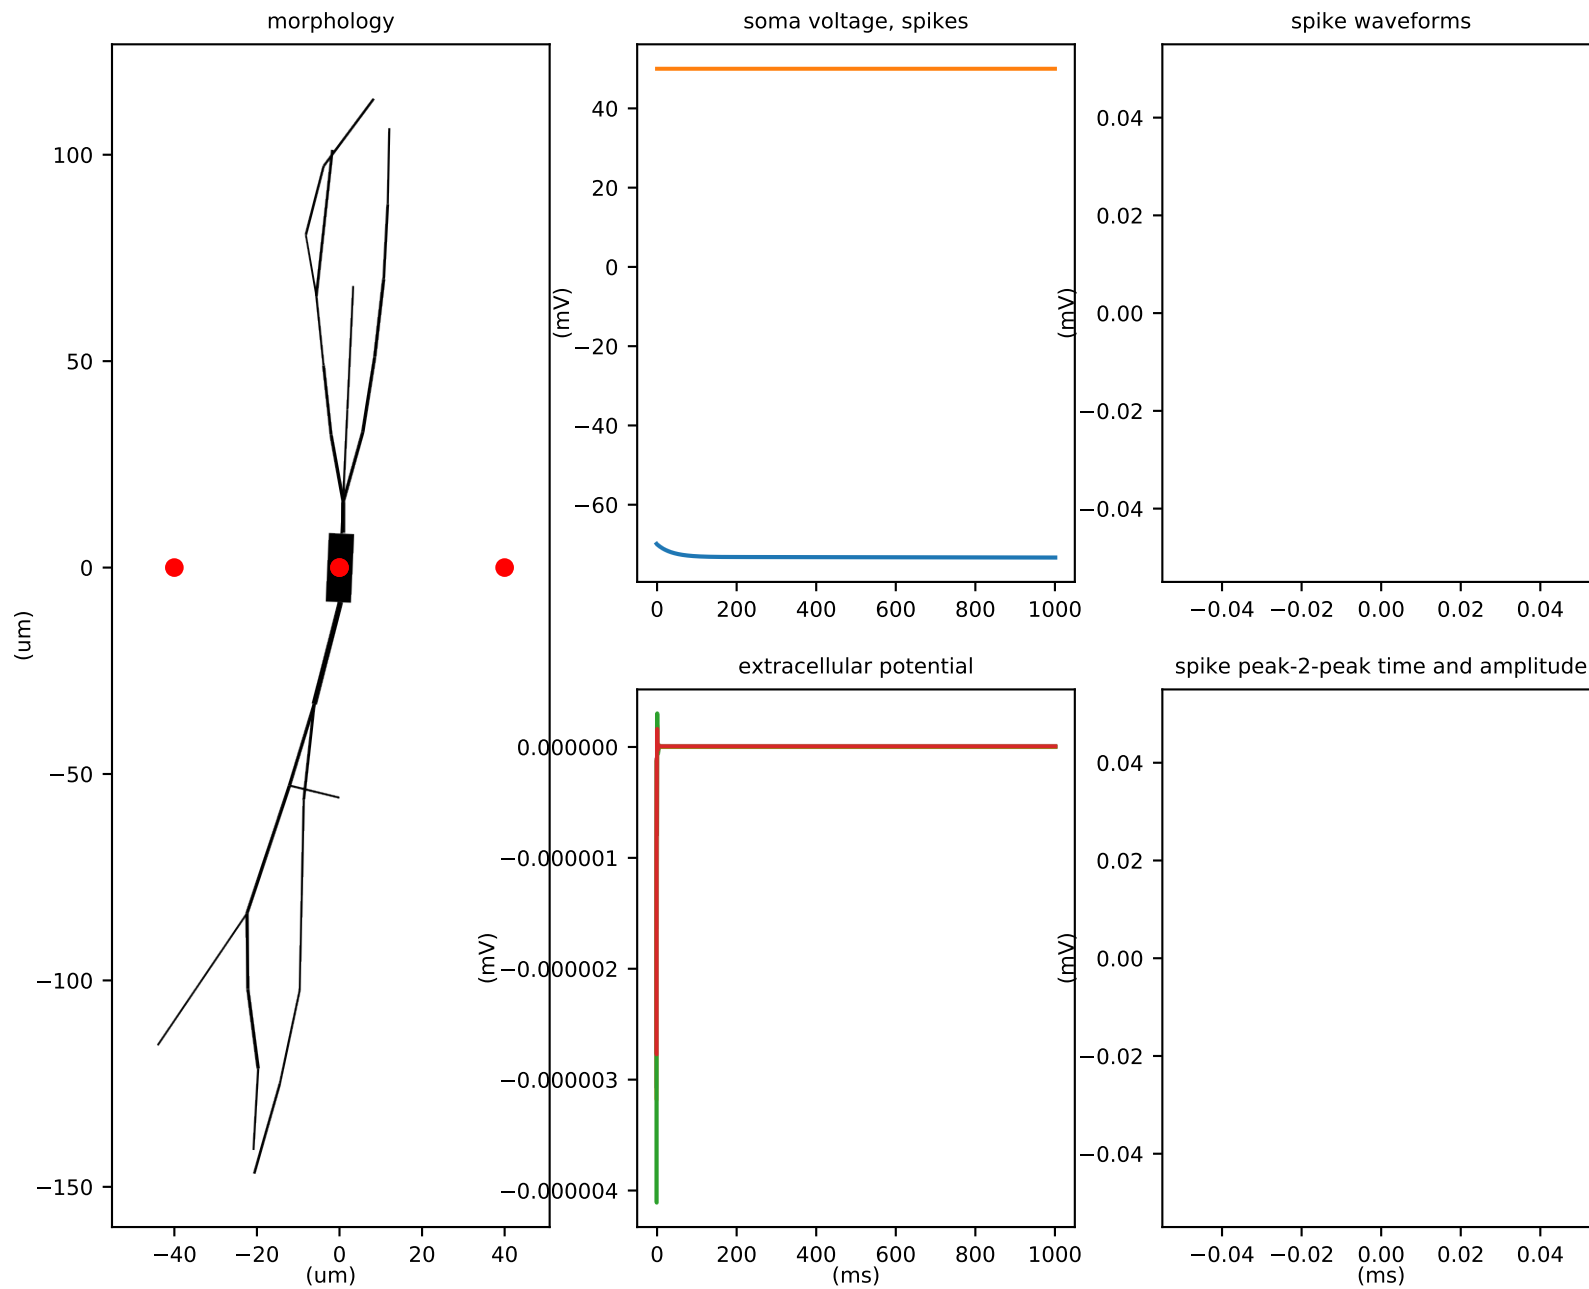 morphology
100
50
0
−50
−100
−150
(um)
−40 −20 0 20 40
(um)
soma voltage, spikes
40
20
0
−20
−40
−60
(mV)
0 200 400 600 800 1000
spike waveforms
0.04
0.02
0.00
−0.02
−0.04
(mV)
−0.04 −0.02 0.00 0.02 0.04
extracellular potential
0.000000
−0.000001
−0.000002
−0.000003
−0.000004
(mV)
0 200 400 600 800 1000
(ms)
spike peak-2-peak time and amplitude
0.04
0.02
0.00
−0.02
−0.04
(mV)
−0.04 −0.02 0.00 0.02 0.04
(ms)